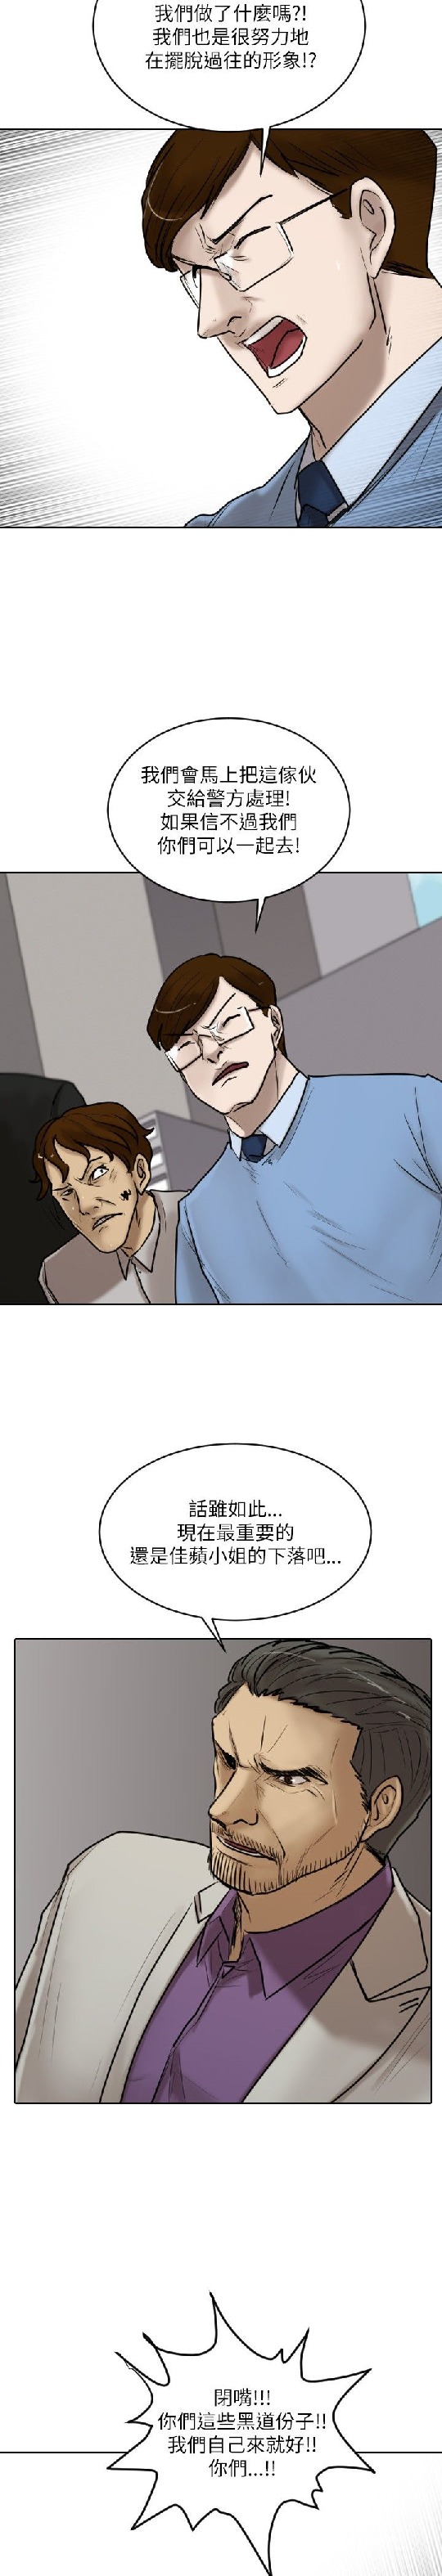 我們做了什麼嗎?!
我們也是很努力地
在擺脫過往的形象!?
我們會馬上把這傢伙
交給警方處理!
如果信不過我們
你們可以一起去!
話雖如此...
現在最重要的
還是佳蘋小姐的下落吧...
閉嘴!!!
你們這些黑道份子!!
我們自己來就好!!
你們...!!